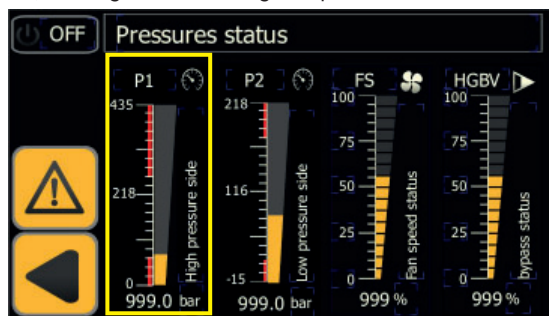 OFF Pressures status
P1 P2 FS HGBV
435 218 100 100
75 75
218 116 50 50
25 25
0 -15 0 0
High pressure side
Low pressure side
Fan speed status
bypass status
999.0 bar 999.0 bar 999 % 999 %